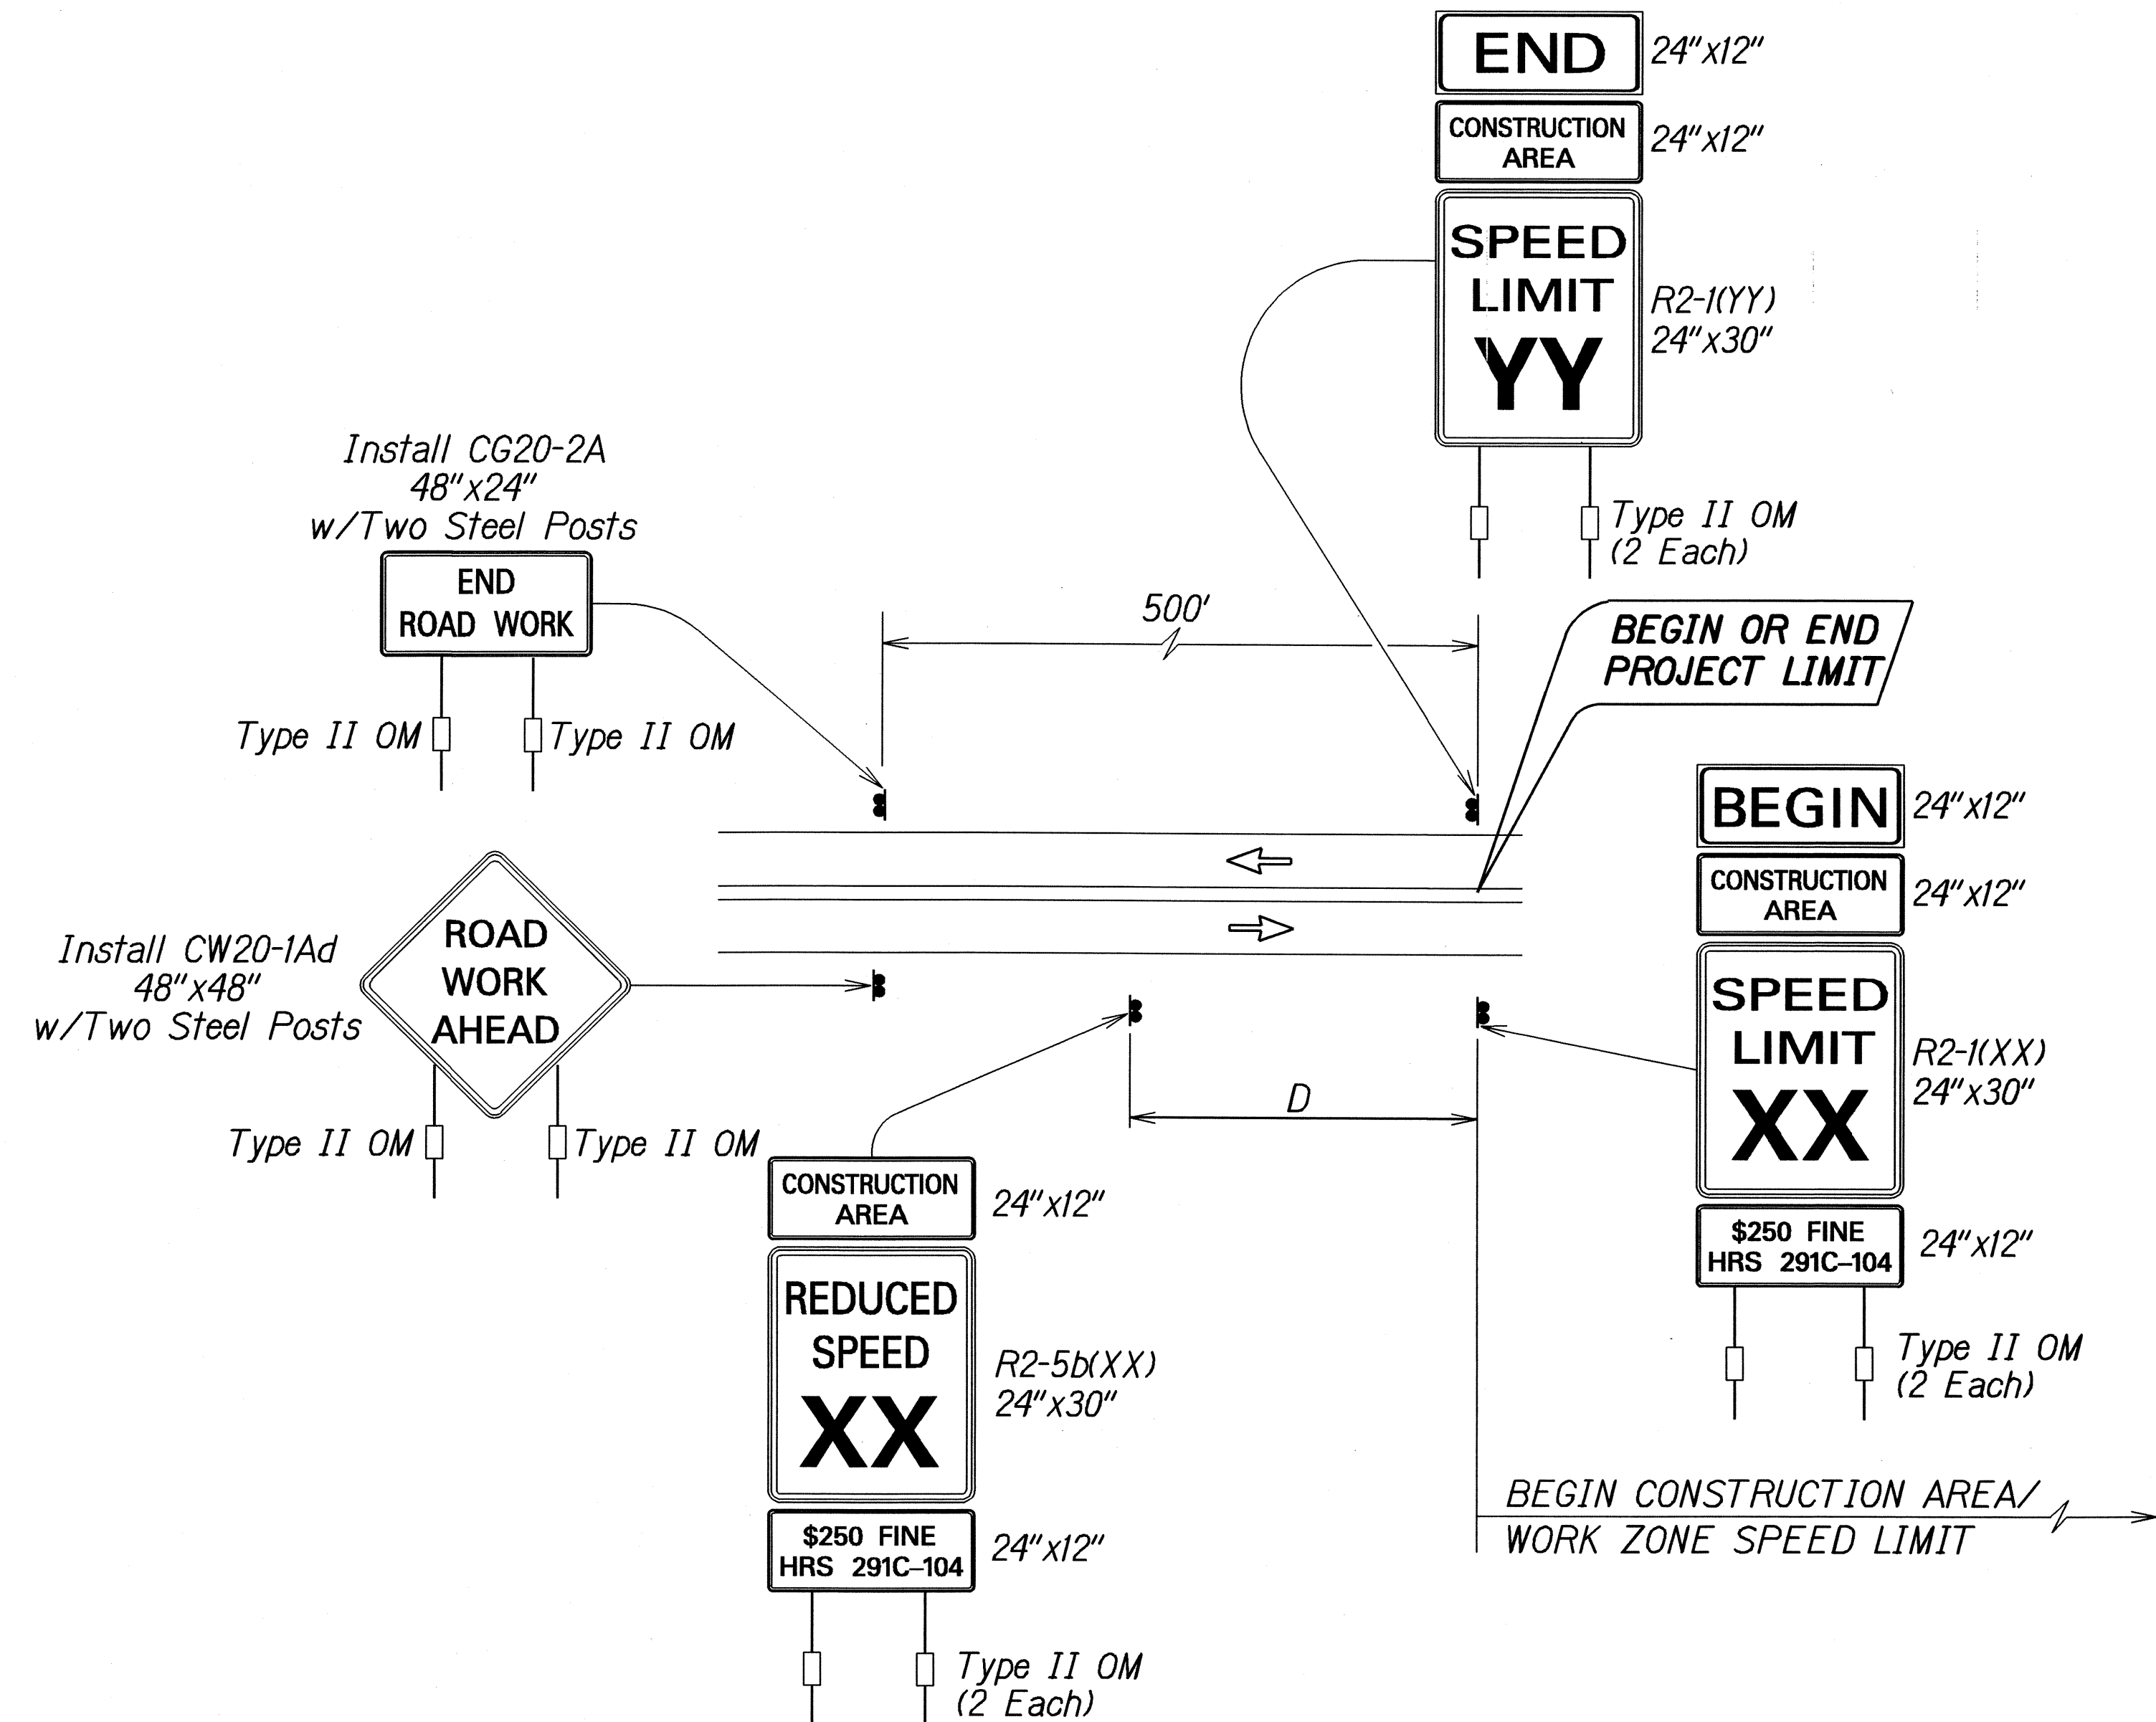 END
24"x12"
CONSTRUCTION
AREA
24"x12"
SPEED
LIMIT
YY
R2-1(YY)
24"x30"
Type II OM
(2 Each)
Install CG20-2A
48"x24"
w/Two Steel Posts
END
ROAD WORK
Type II OM
Type II OM
500'
BEGIN OR END
PROJECT LIMIT
BEGIN
24"x12"
CONSTRUCTION
AREA
24"x12"
SPEED
LIMIT
XX
R2-1(XX)
24"x30"
$250 FINE
HRS 291C–104
24"x12"
Type II OM
(2 Each)
Install CW20-1Ad
48"x48"
w/Two Steel Posts
ROAD
WORK
AHEAD
Type II OM
Type II OM
D
CONSTRUCTION
AREA
24"x12"
REDUCED
SPEED
XX
R2-5b(XX)
24"x30"
$250 FINE
HRS 291C–104
24"x12"
Type II OM
(2 Each)
BEGIN CONSTRUCTION AREA/
WORK ZONE SPEED LIMIT